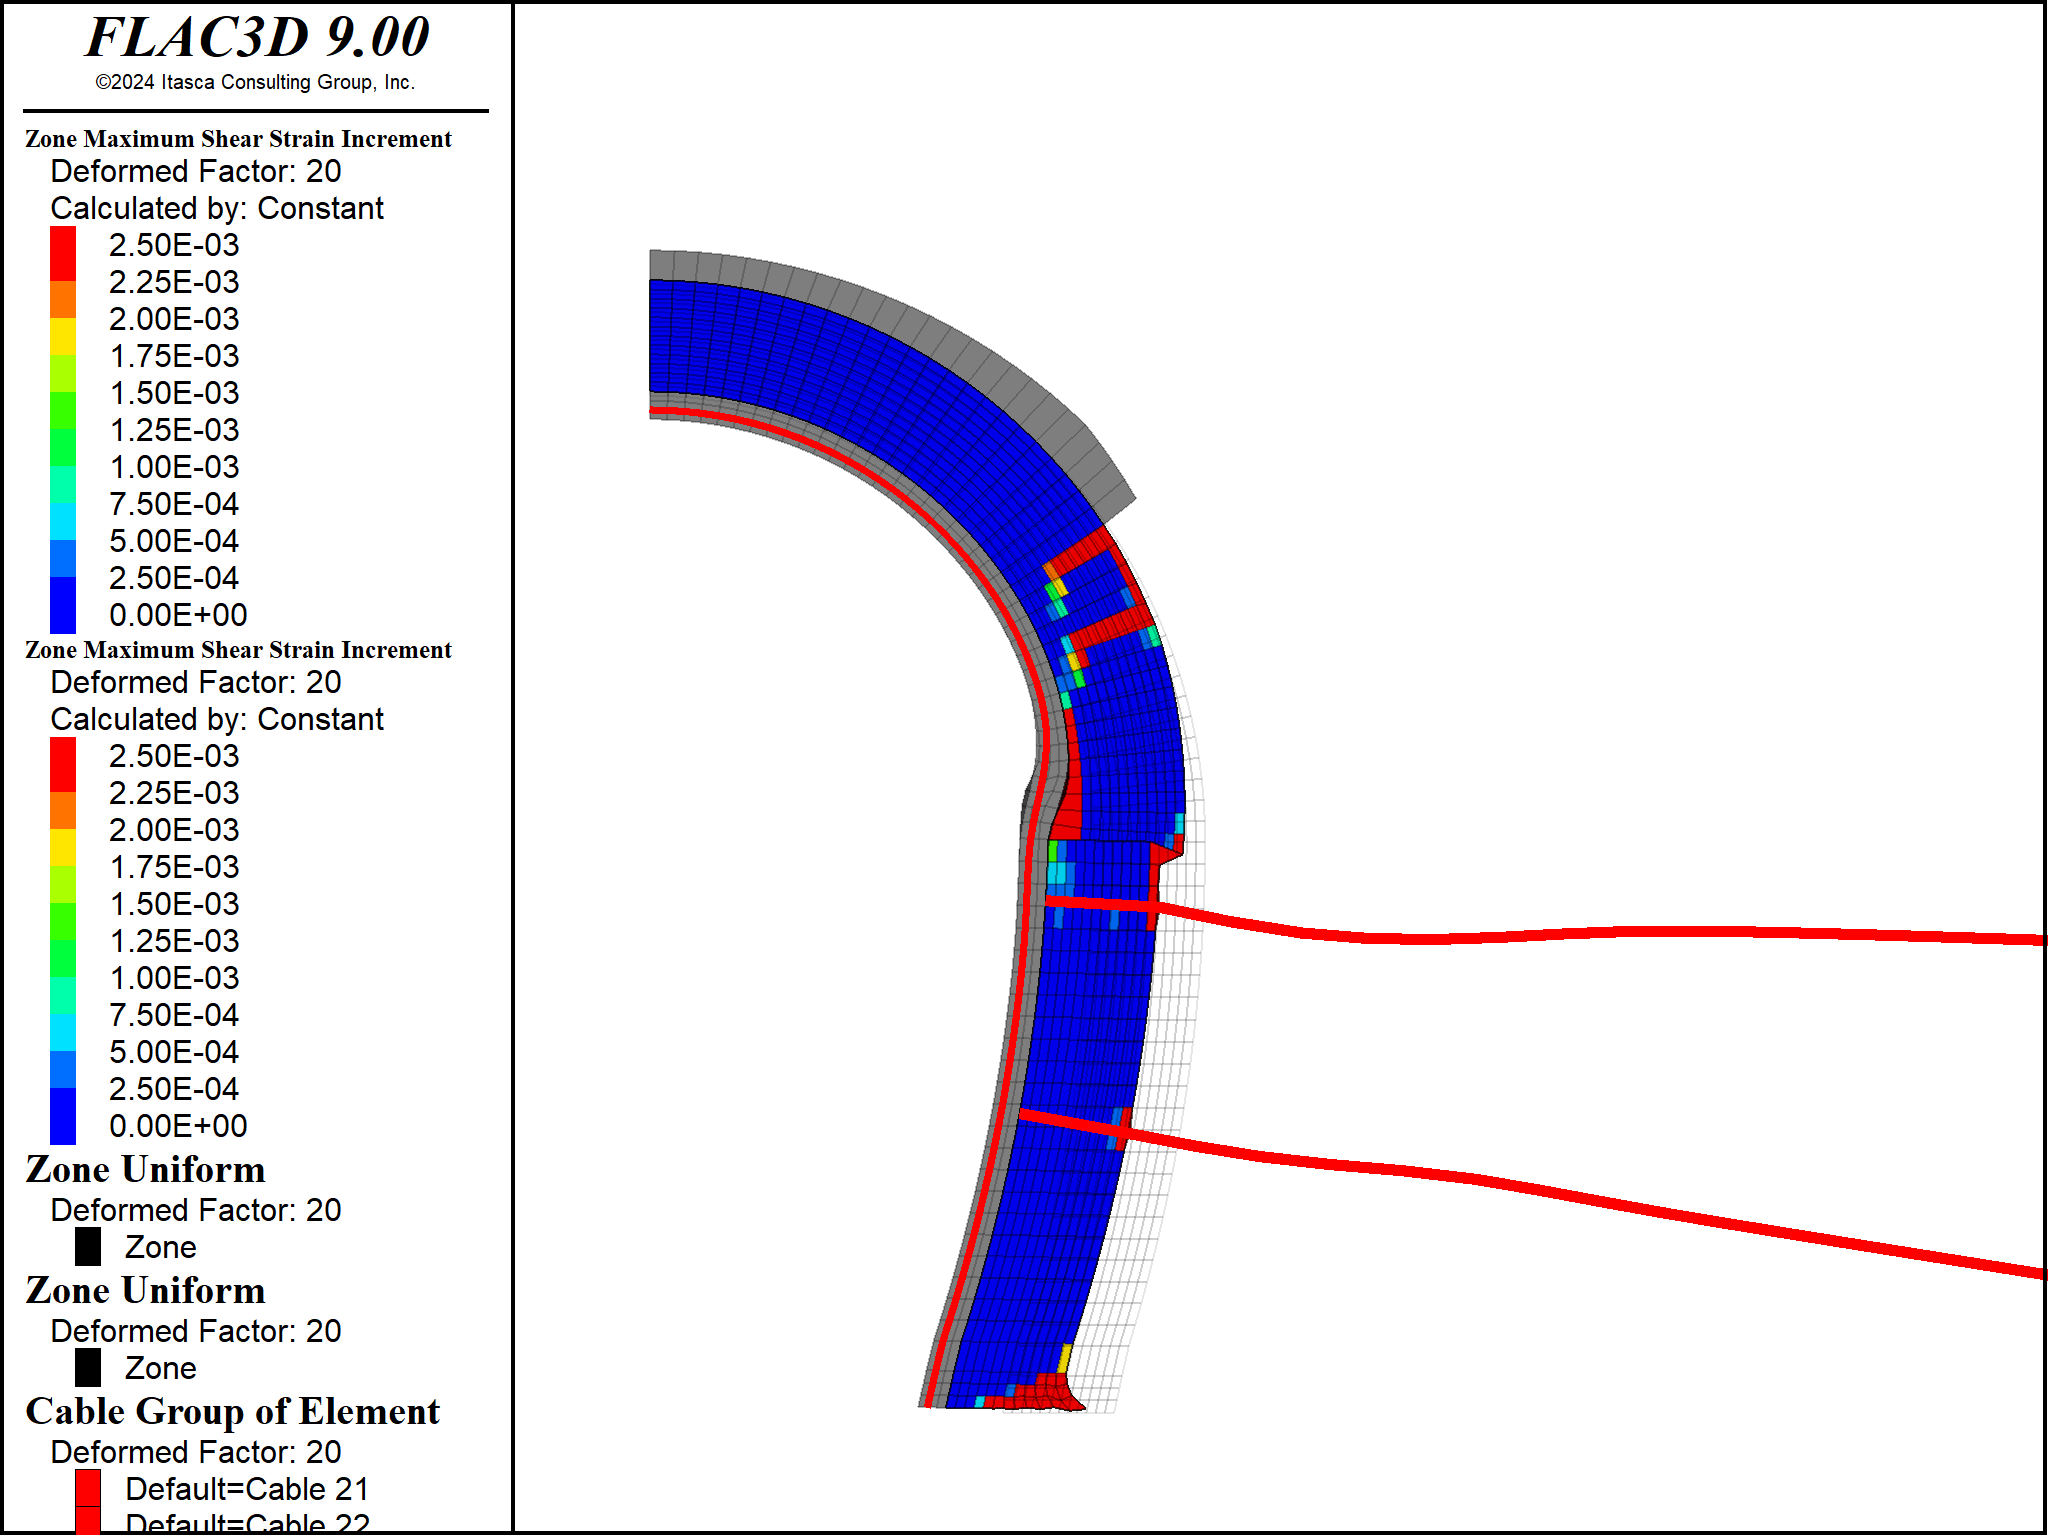 FLAC3D 9.00
©2024 Itasca Consulting Group, Inc.
Zone Maximum Shear Strain Increment
Deformed Factor: 20
Calculated by: Constant
2.50E-03
2.25E-03
2.00E-03
1.75E-03
1.50E-03
1.25E-03
1.00E-03
7.50E-04
5.00E-04
2.50E-04
0.00E+00
Zone Maximum Shear Strain Increment
Deformed Factor: 20
Calculated by: Constant
2.50E-03
2.25E-03
2.00E-03
1.75E-03
1.50E-03
1.25E-03
1.00E-03
7.50E-04
5.00E-04
2.50E-04
0.00E+00
Zone Uniform
Deformed Factor: 20
Zone
Zone Uniform
Deformed Factor: 20
Zone
Cable Group of Element
Deformed Factor: 20
Default=Cable 21
Default=Cable 22